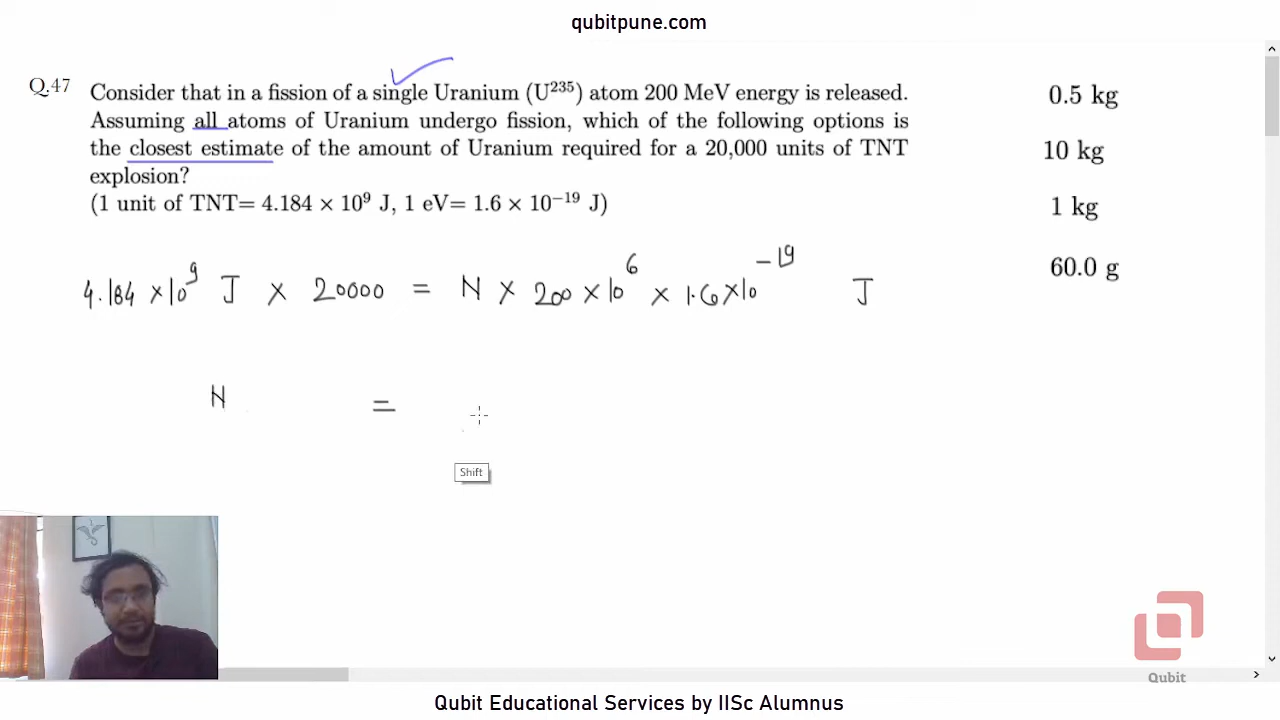 qubitpune.com
Q.47
Consider that in a fission of a single Uranium (U²³⁵) atom 200 MeV energy is released.
Assuming all atoms of Uranium undergo fission, which of the following options is
the closest estimate of the amount of Uranium required for a 20,000 units of TNT
explosion?
(1 unit of TNT= 4.184 × 10⁹ J, 1 eV= 1.6 × 10⁻¹⁹ J)
0.5 kg
10 kg
1 kg
60.0 g
4.184 × 10⁹ J × 20000 = N × 200 × 10⁶ × 1.6 × 10⁻¹⁹ J
N =
Shift
Qubit
Qubit Educational Services by IISc Alumnus